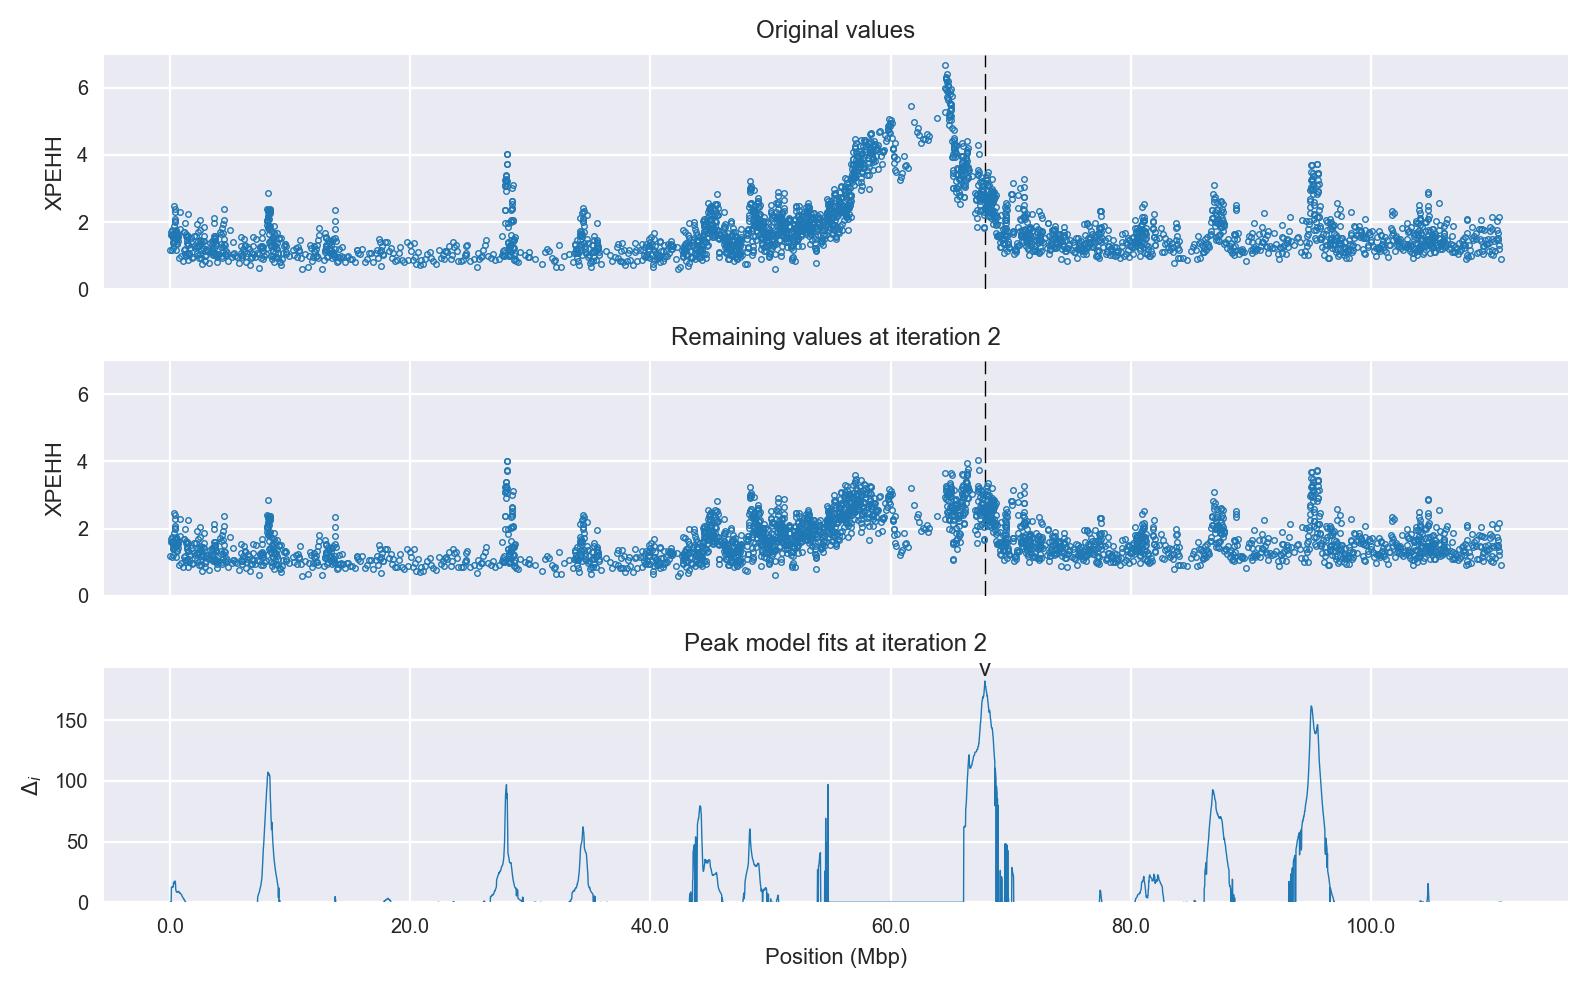 Original values
XPEHH
6
4
2
0
Remaining values at iteration 2
XPEHH
6
4
2
0
Peak model fits at iteration 2
v
Δi
150
100
50
0
0.0 20.0 40.0 60.0 80.0 100.0
Position (Mbp)